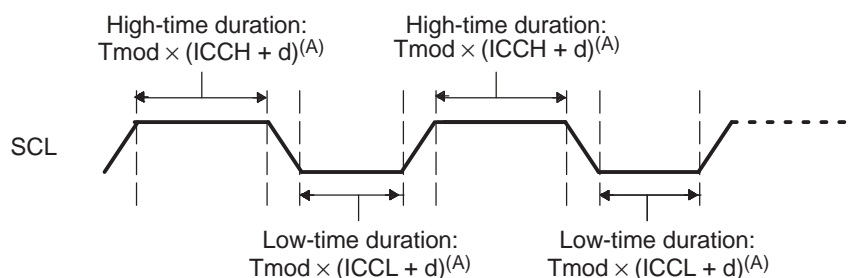 High-time duration:
Tmod × (ICCH + d)(A)
High-time duration:
Tmod × (ICCH + d)(A)
SCL
Low-time duration:
Tmod × (ICCL + d)(A)
Low-time duration:
Tmod × (ICCL + d)(A)